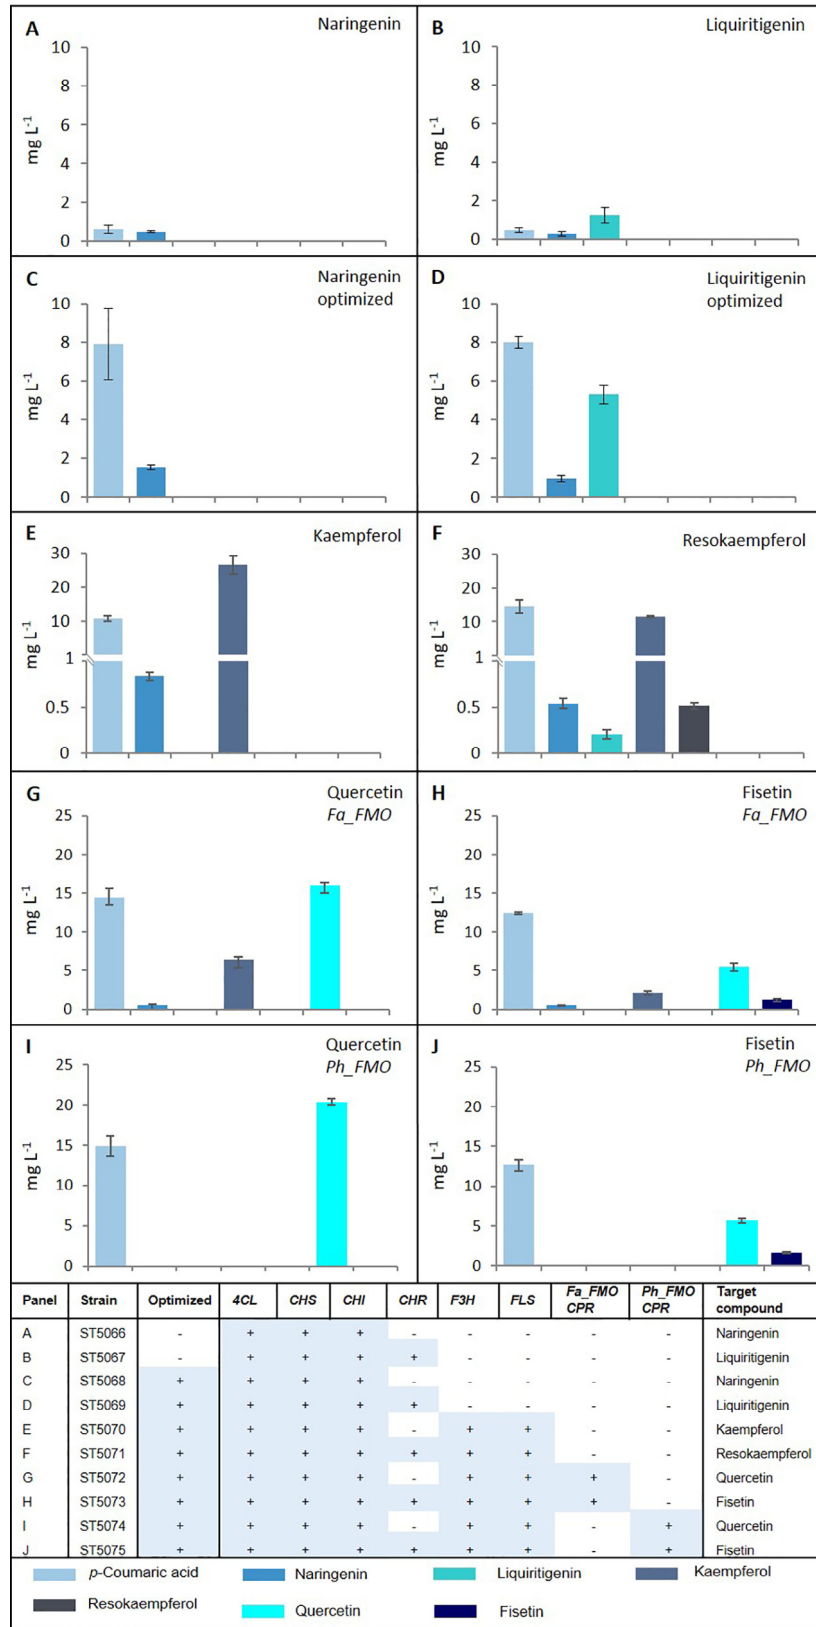 A Naringenin
10
8
6
4
2
0
mg L⁻¹
B Liquiritigenin
10
8
6
4
2
0
mg L⁻¹
C Naringenin
optimized
10
8
6
4
2
0
mg L⁻¹
D Liquiritigenin
optimized
10
8
6
4
2
0
mg L⁻¹
E Kaempferol
30
20
10
1
0.5
0
mg L⁻¹
F Resokaempferol
30
20
10
1
0.5
0
mg L⁻¹
G Quercetin
Fa_FMO
25
20
15
10
5
0
mg L⁻¹
H Fisetin
Fa_FMO
25
20
15
10
5
0
mg L⁻¹
I Quercetin
Ph_FMO
25
20
15
10
5
0
mg L⁻¹
J Fisetin
Ph_FMO
25
20
15
10
5
0
mg L⁻¹
Panel Strain Optimized 4CL CHS CHI CHR F3H FLS Fa_FMO CPR Ph_FMO CPR Target compound
A ST5066 - + + + - - - - - Naringenin
B ST5067 - + + + + - - - - Liquiritigenin
C ST5068 + + + + - - - - - Naringenin
D ST5069 + + + + + - - - - Liquiritigenin
E ST5070 + + + + - + + - - Kaempferol
F ST5071 + + + + + + + - - Resokaempferol
G ST5072 + + + + - + + + - Quercetin
H ST5073 + + + + + + + + - Fisetin
I ST5074 + + + + - + + - + Quercetin
J ST5075 + + + + + + + - + Fisetin
p-Coumaric acid Naringenin Liquiritigenin Kaempferol
Resokaempferol Quercetin Fisetin